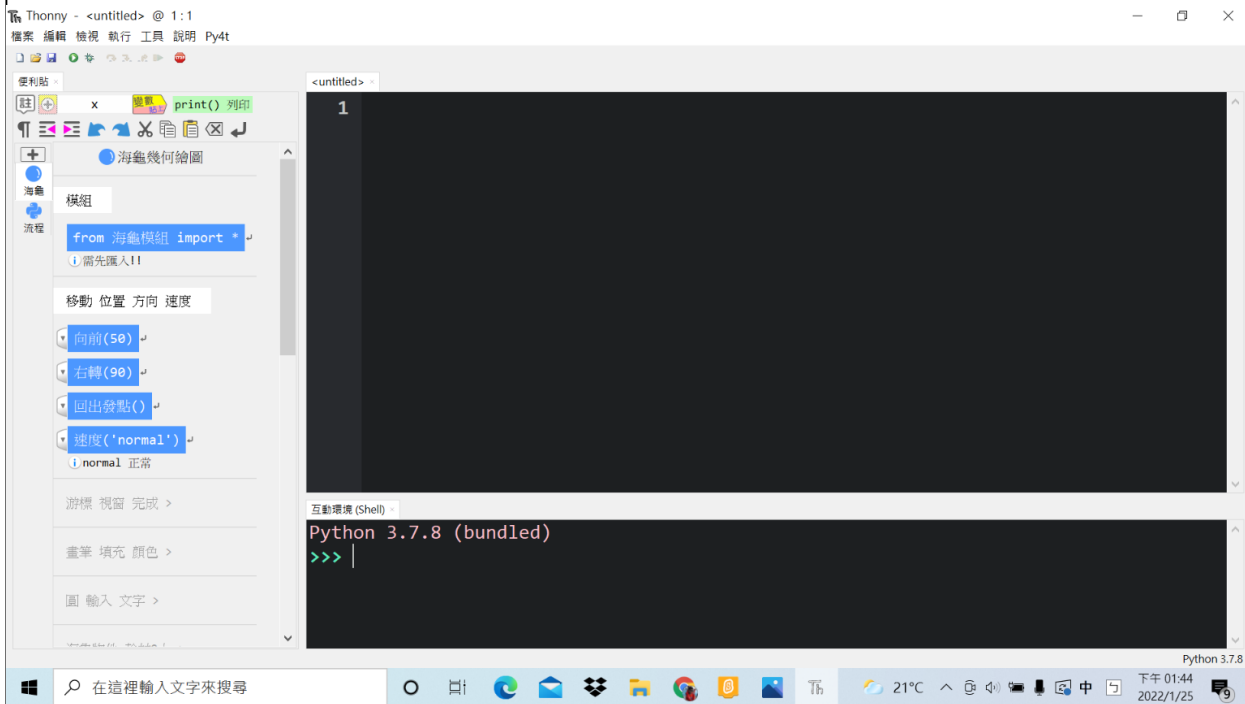 Thonny - <untitled> @ 1:1
檔案 編輯 檢視 執行 工具 說明 Py4t
便利貼
<untitled>
註 x 變數 貼 print() 列印
1
海龜幾何繪圖
海龜
模組
流程
from 海龜模組 import *
需先匯入!!
移動 位置 方向 速度
向前(50)
右轉(90)
回出發點()
速度('normal')
normal 正常
游標 視窗 完成 >
互動環境 (Shell)
Python 3.7.8 (bundled)
>>>
畫筆 填充 顏色 >
圓 輸入 文字 >
Python 3.7.8
在這裡輸入文字來搜尋
Th
21°C
中
ㄅ
下午 01:44
2022/1/25
9